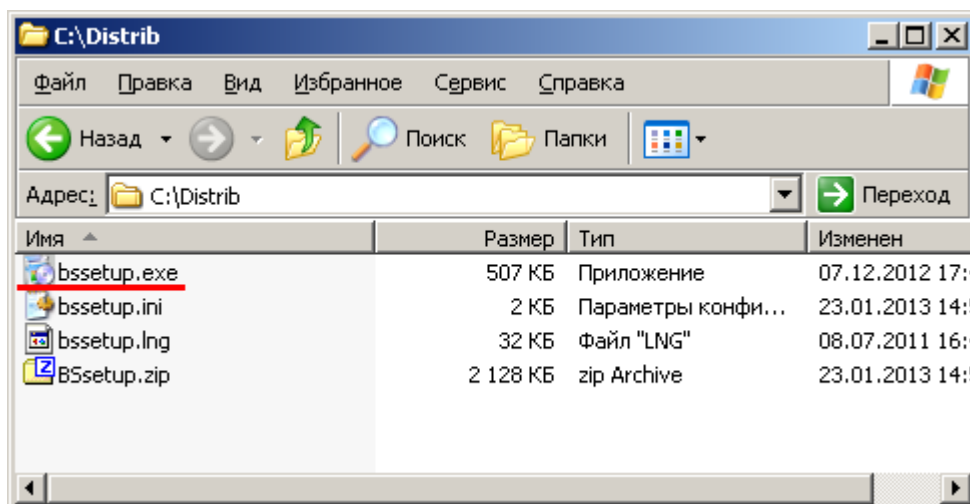 C:\Distrib
Файл Правка Вид Избранное Сервис Справка
Назад Поиск Папки
Адрес: C:\Distrib Переход
Имя Размер Тип Изменен
bssetup.exe 507 КБ Приложение 07.12.2012 17:
bssetup.ini 2 КБ Параметры конфи... 23.01.2013 14:
bssetup.lng 32 КБ Файл "LNG" 08.07.2011 16:
BSsetup.zip 2 128 КБ zip Archive 23.01.2013 14: